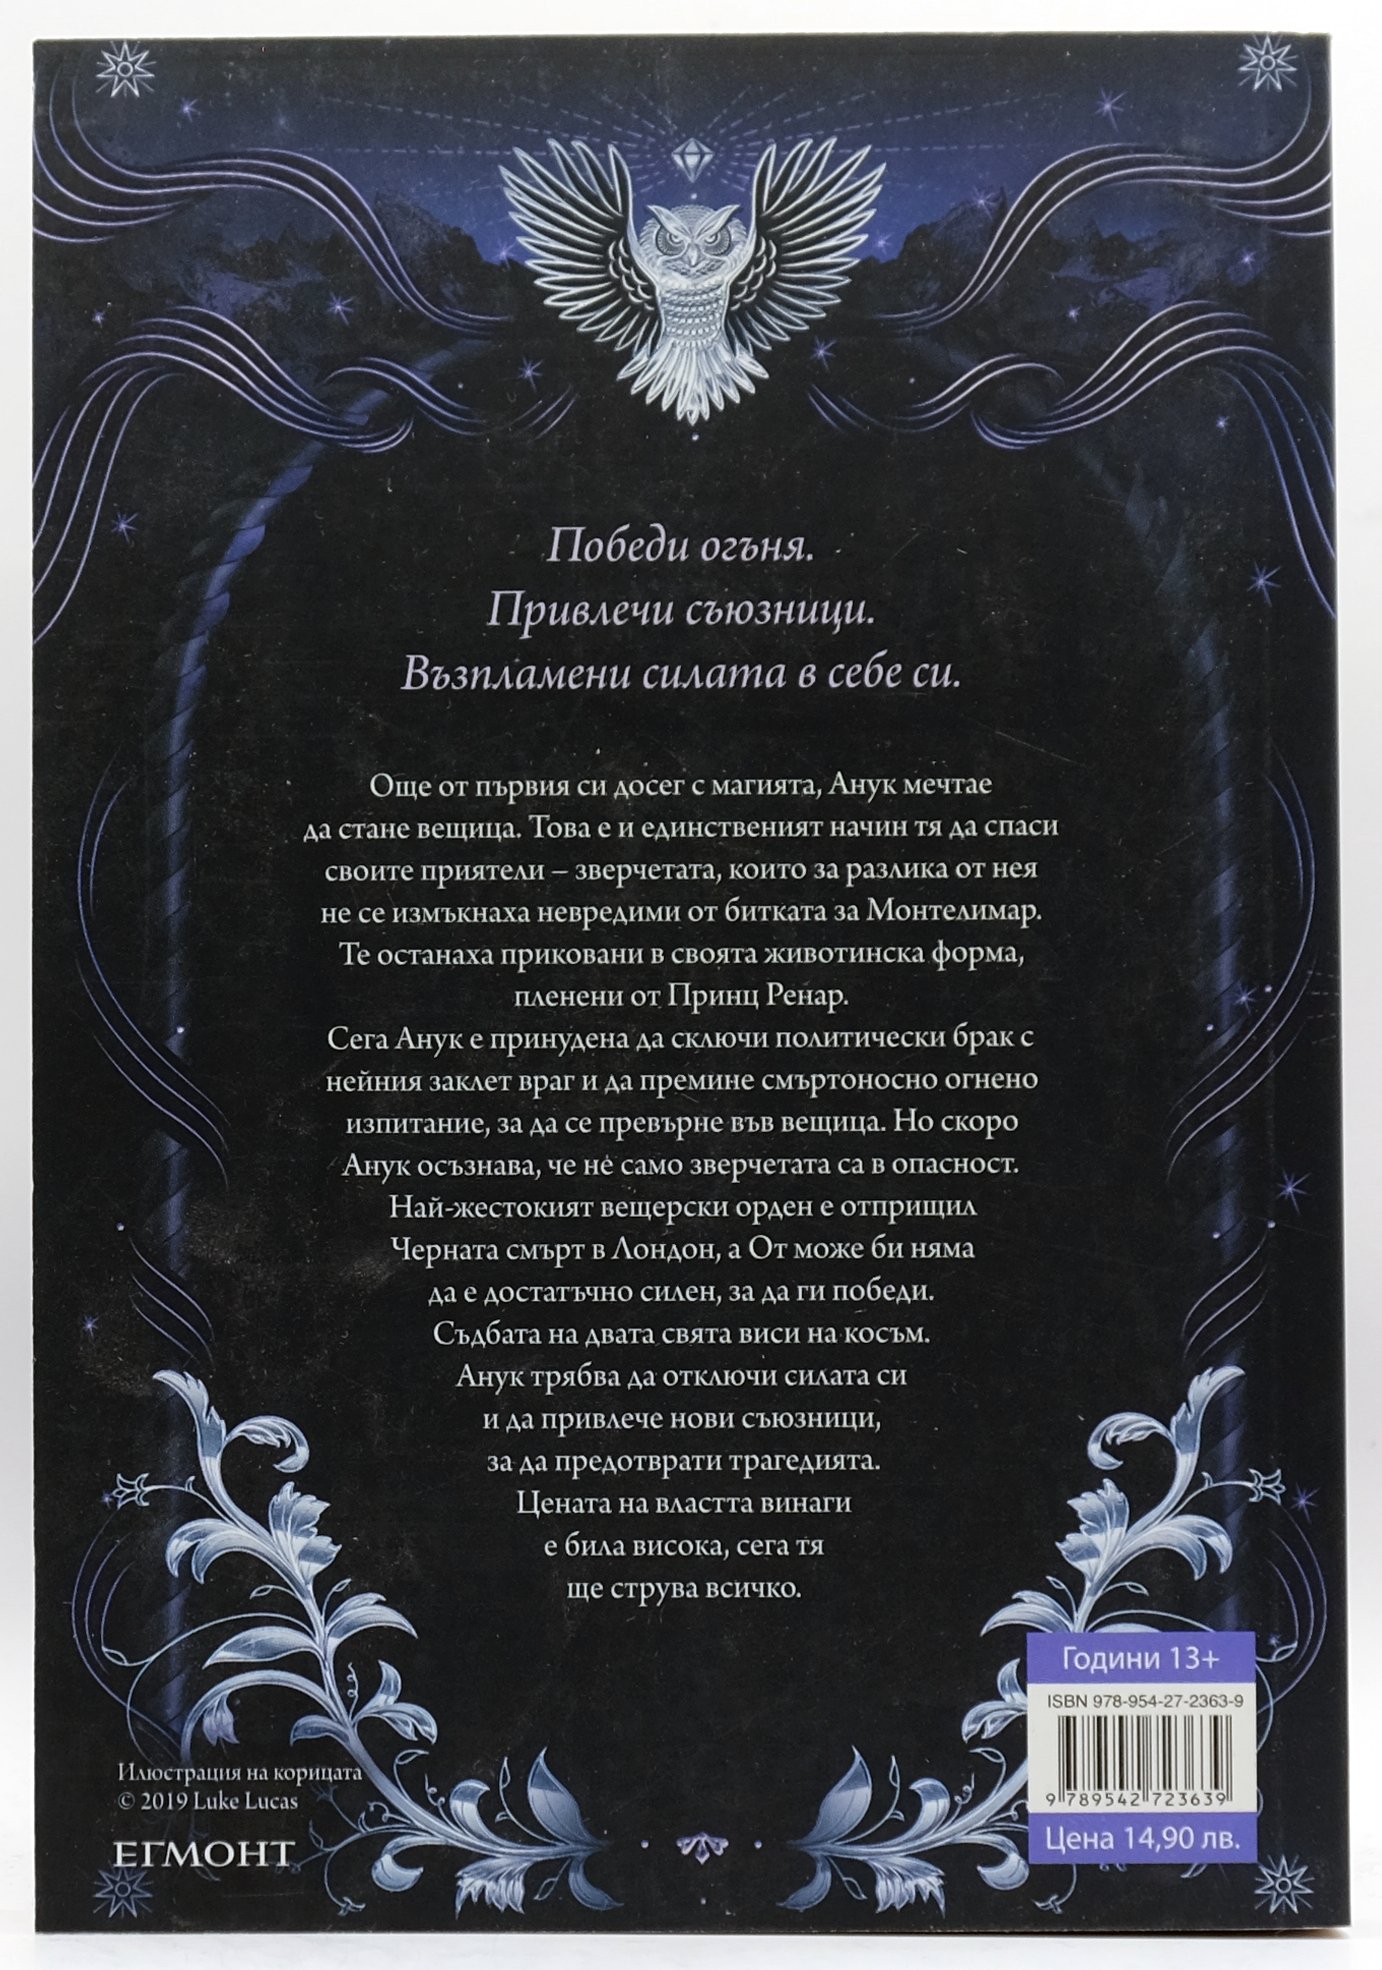 Победи огъня.
Привлечи съюзници.
Възпламени силата в себе си.
Още от първия си досег с магията, Анук мечтае
да стане вещица. Това е и единственият начин тя да спаси
своите приятели – зверчетата, които за разлика от нея
не се измъкнаха невредими от битката за Монтелимар.
Те останаха приковани в своята животинска форма,
пленени от Принц Ренар.
Сега Анук е принудена да сключи политически брак с
нейния заклет враг и да премине смъртоносно огнено
изпитание, за да се превърне във вещица. Но скоро
Анук осъзнава, че не само зверчетата са в опасност.
Най-жестокият вещерски орден е отприщил
Черната смърт в Лондон, а От може би няма
да е достатъчно силен, за да ги победи.
Съдбата на двата свята виси на косъм.
Анук трябва да отключи силата си
и да привлече нови съюзници,
за да предотврати трагедията.
Цената на властта винаги
е била висока, сега тя
ще струва всичко.
Години 13+
ISBN 978-954-27-2363-9
9 789542 723639
Цена 14,90 лв.
Илюстрация на корицата
© 2019 Luke Lucas
ЕГМОНТ